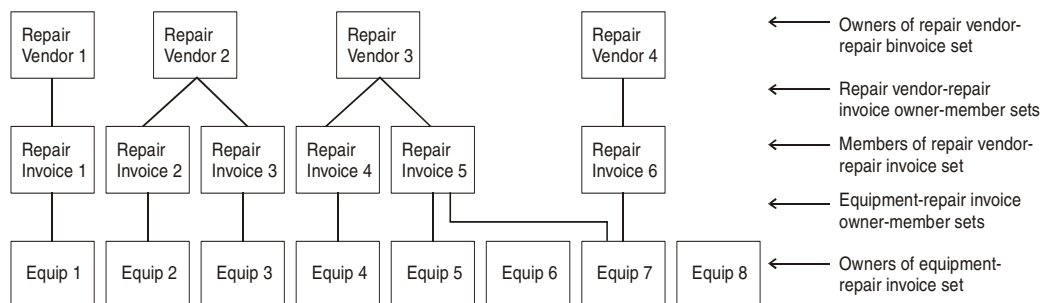 Repair
Vendor 1
Repair
Vendor 2
Repair
Vendor 3
Repair
Vendor 4
Owners of repair vendor-
repair binvoice set
Repair vendor-repair
invoice owner-member sets
Repair
Invoice 1
Repair
Invoice 2
Repair
Invoice 3
Repair
Invoice 4
Repair
Invoice 5
Repair
Invoice 6
Members of repair vendor-
repair invoice set
Equipment-repair invoice
owner-member sets
Equip 1
Equip 2
Equip 3
Equip 4
Equip 5
Equip 6
Equip 7
Equip 8
Owners of equipment-
repair invoice set